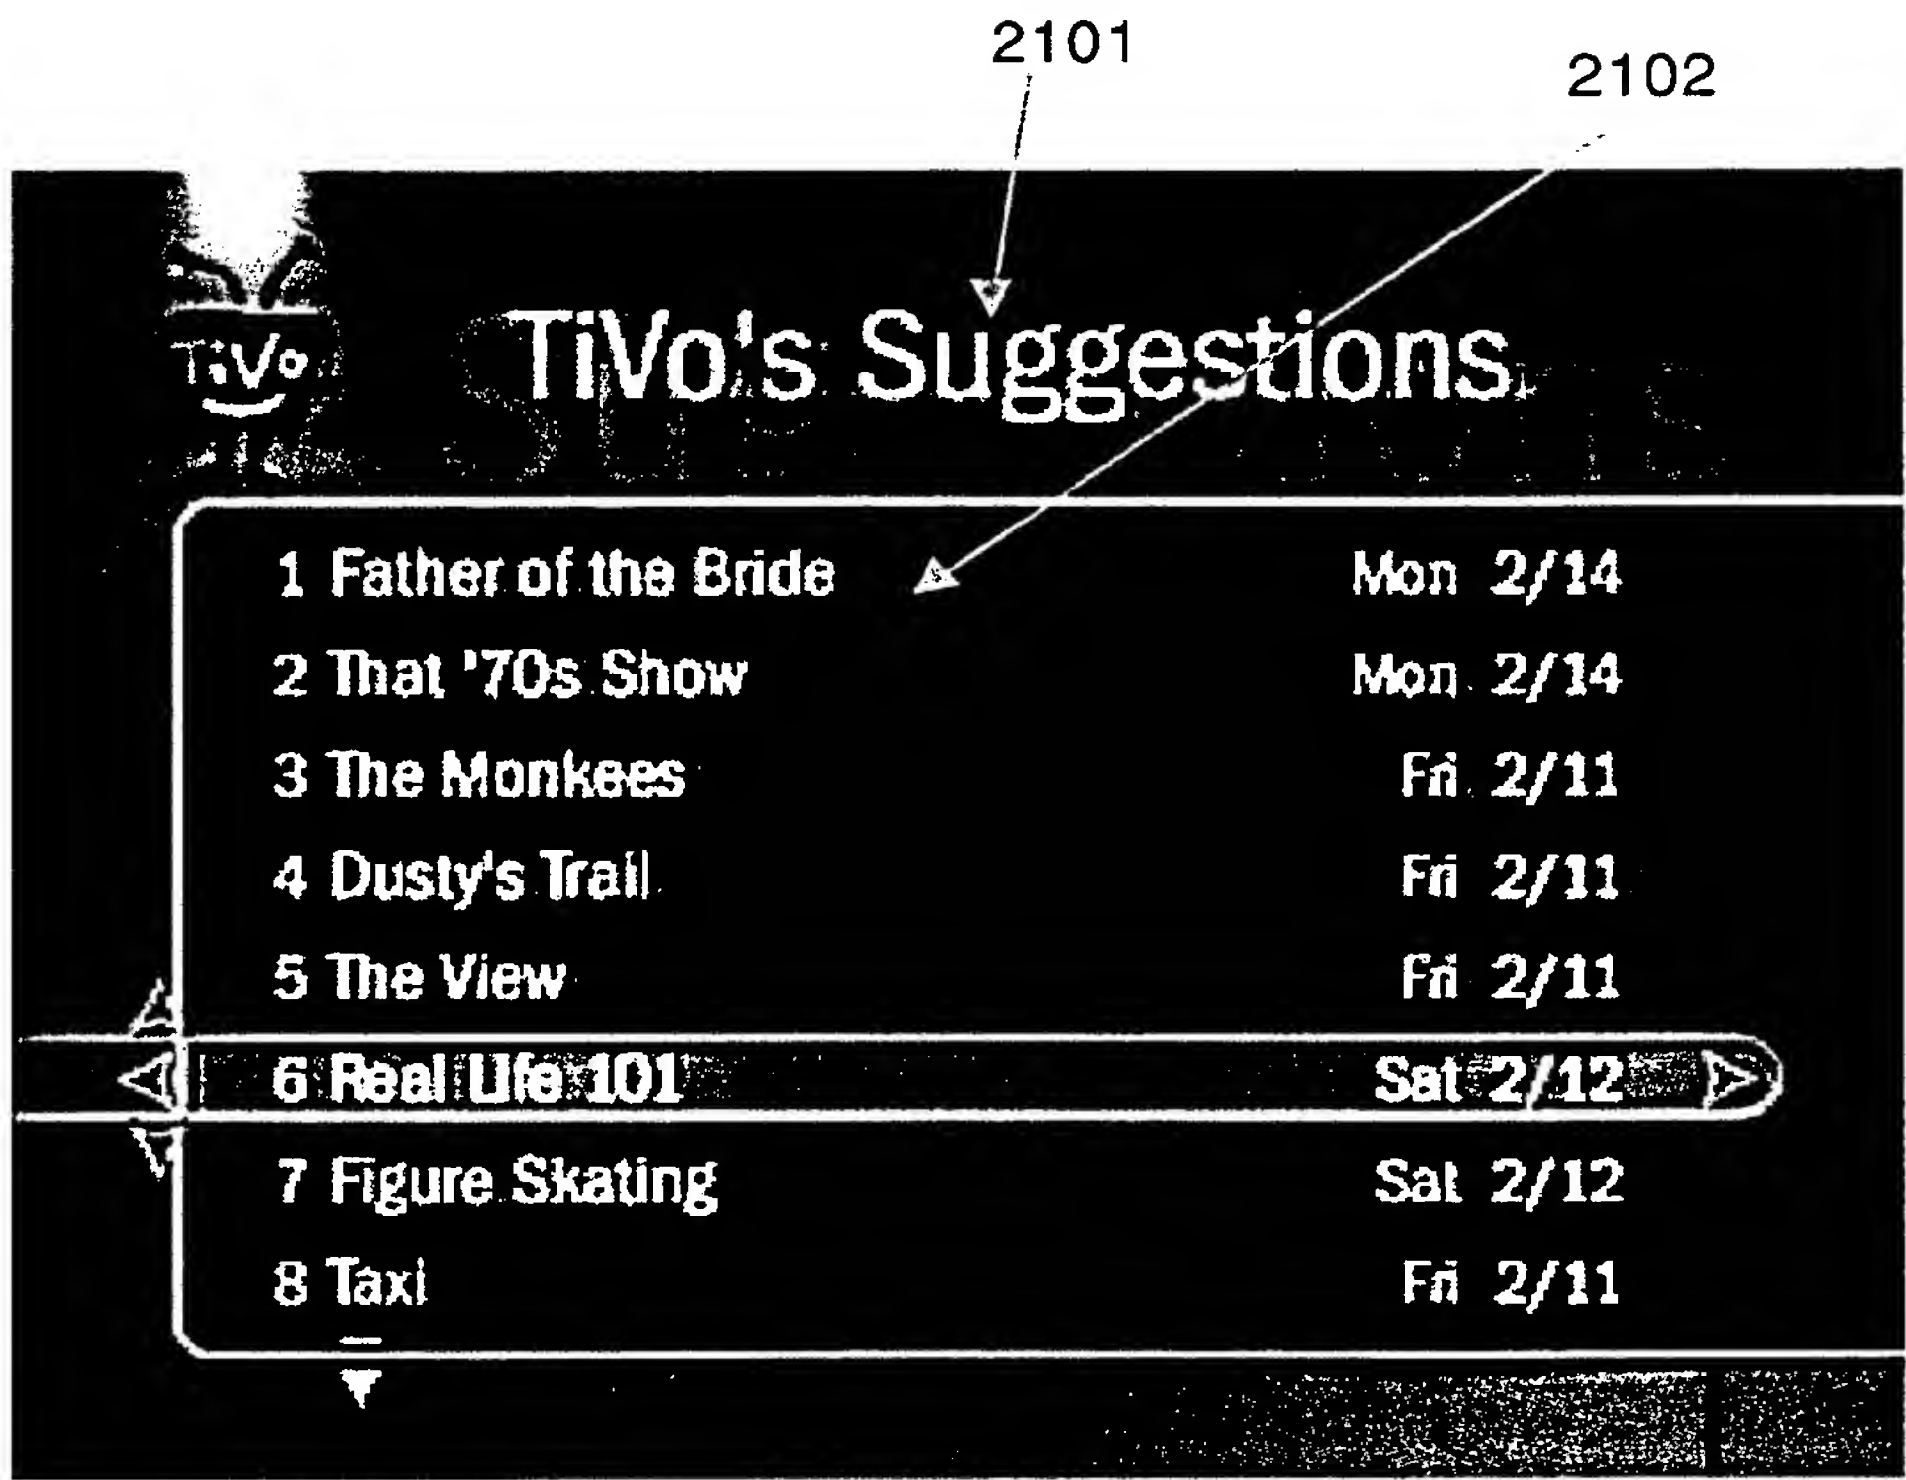 2101
2102
TiVo
TiVo's Suggestions
1 Father of the Bride Mon 2/14
2 That '70s Show Mon 2/14
3 The Monkees Fri 2/11
4 Dusty's Trail Fri 2/11
5 The View Fri 2/11
6 Real Life 101 Sat 2/12
7 Figure Skating Sat 2/12
8 Taxi Fri 2/11